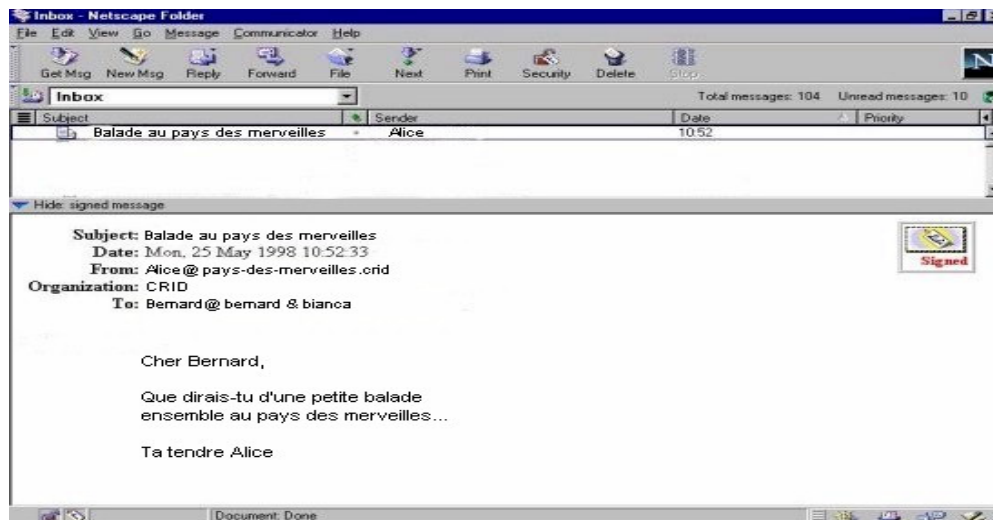 Inbox - Netscape Folder
File Edit View Go Message Communicator Help
Get Msg New Msg Reply Forward File Next Print Security Delete Stop
N
Inbox Total messages: 104 Unread messages: 10
Subject Sender Date Priority
Balade au pays des merveilles Alice 10:52
Hide: signed message
Subject: Balade au pays des merveilles
Date: Mon, 25 May 1998 10:52:33
From: Alice@pays-des-merveilles.crid
Organization: CRID
To: Bernard@bernard & bianca
Signed
Cher Bernard,
Que dirais-tu d'une petite balade
ensemble au pays des merveilles...
Ta tendre Alice
Document: Done